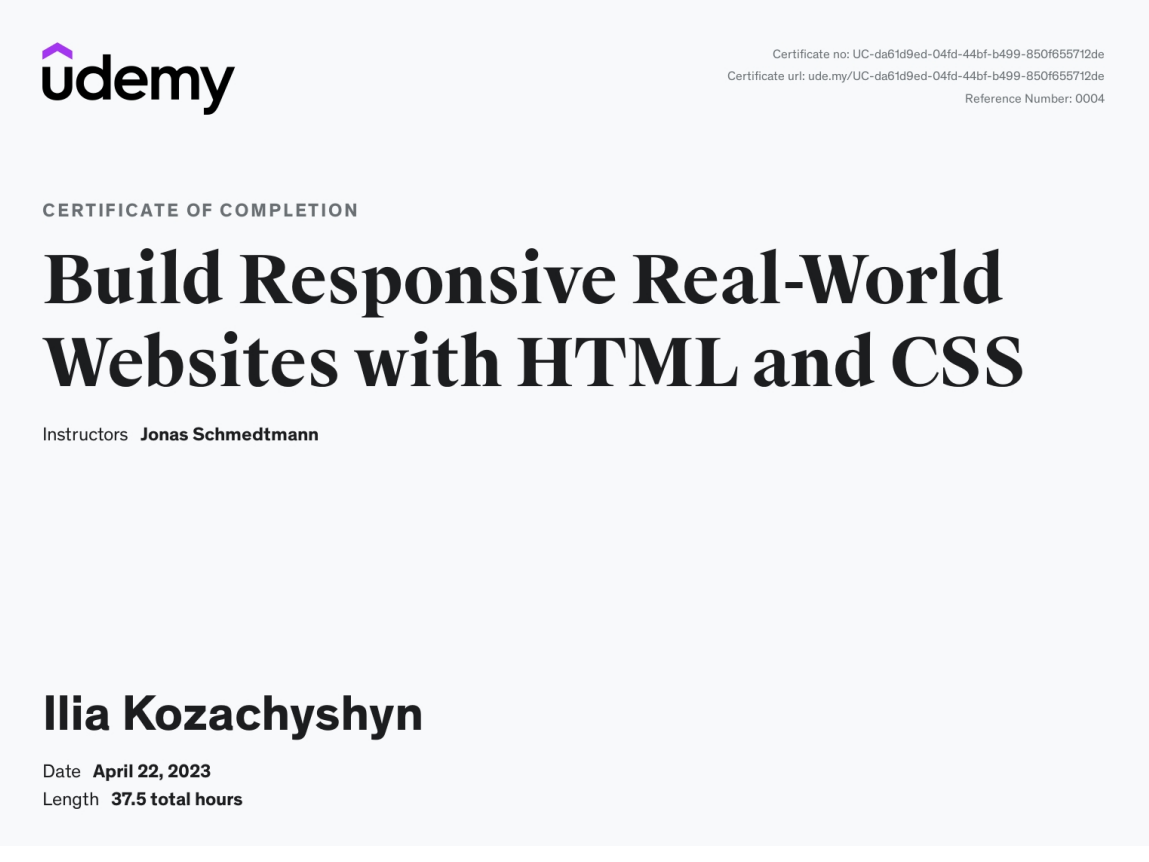 udemy
Certificate no: UC-da61d9ed-04fd-44bf-b499-850f655712de
Certificate url: ude.my/UC-da61d9ed-04fd-44bf-b499-850f655712de
Reference Number: 0004
CERTIFICATE OF COMPLETION
Build Responsive Real-World
Websites with HTML and CSS
Instructors Jonas Schmedtmann
Ilia Kozachyshyn
Date April 22, 2023
Length 37.5 total hours